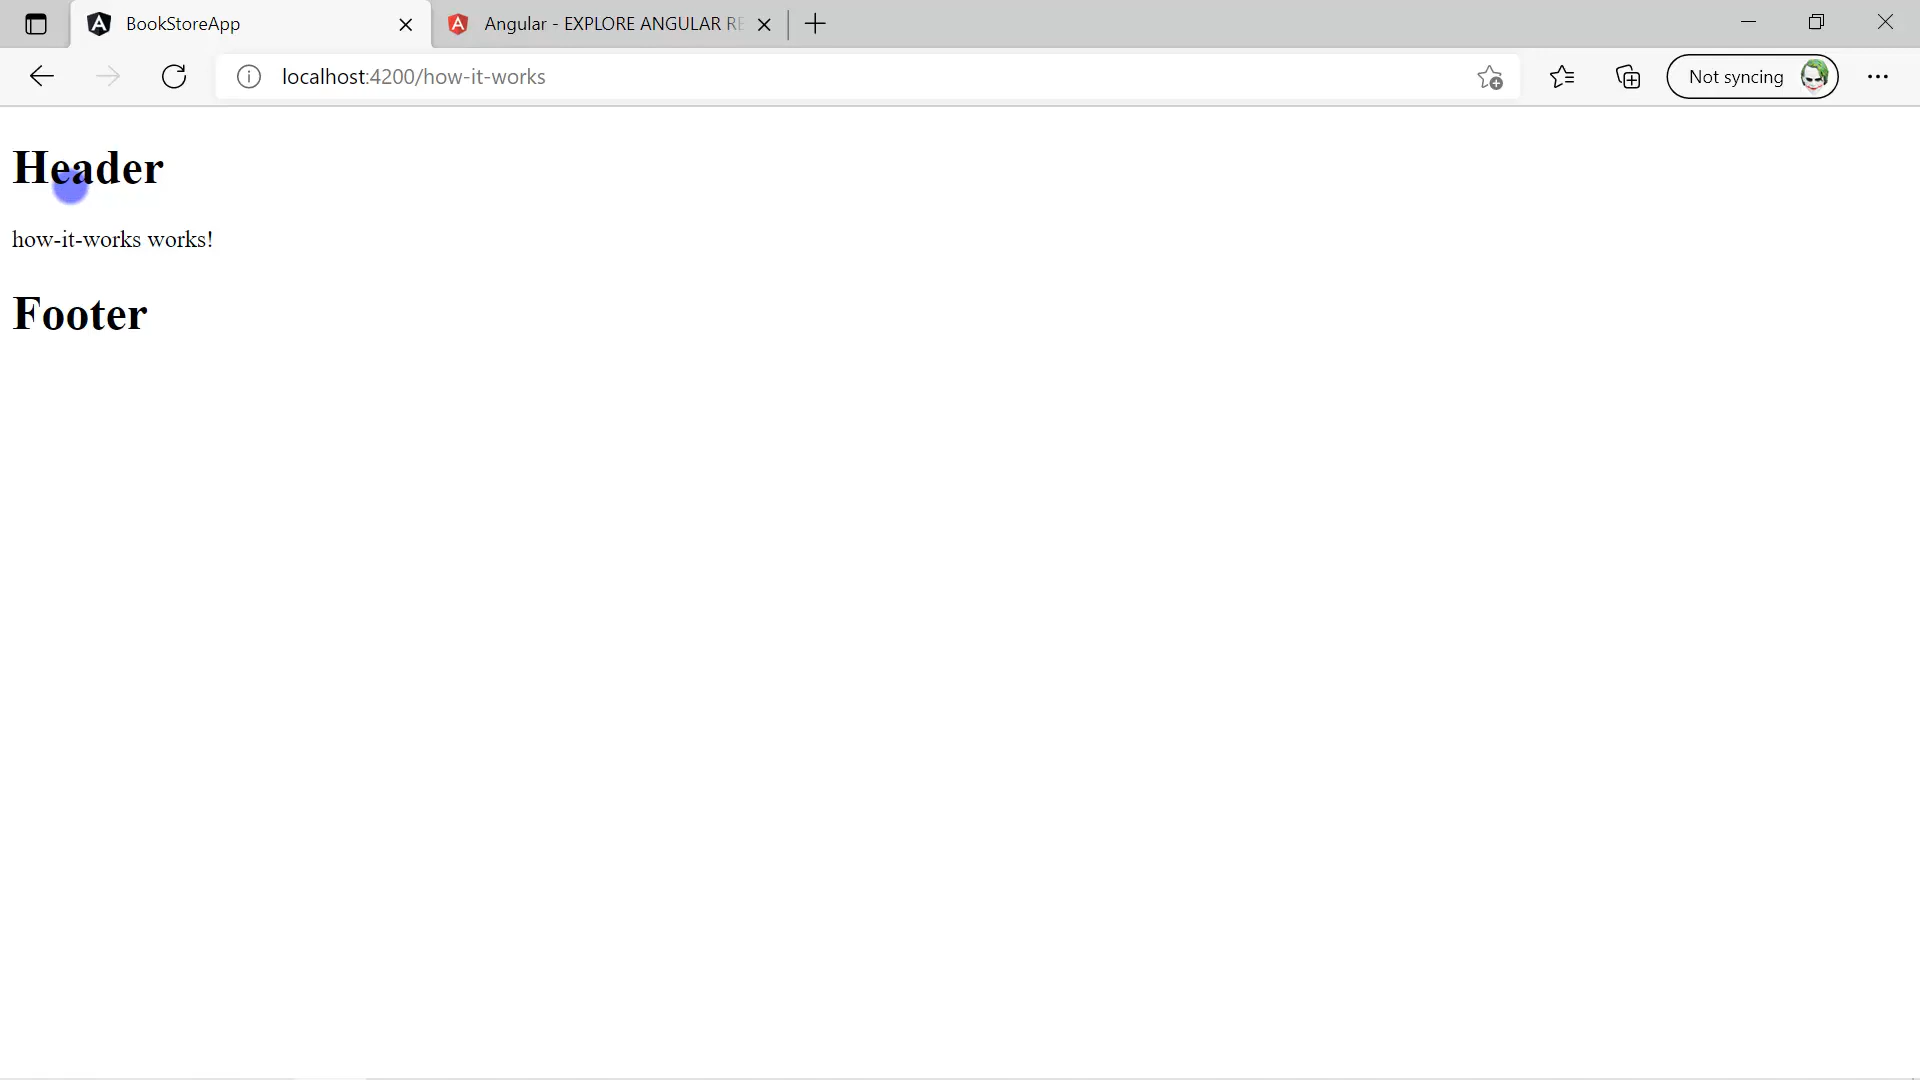 BookStoreApp
Angular - EXPLORE ANGULAR RE
localhost:4200/how-it-works
Not syncing
Header
how-it-works works!
Footer